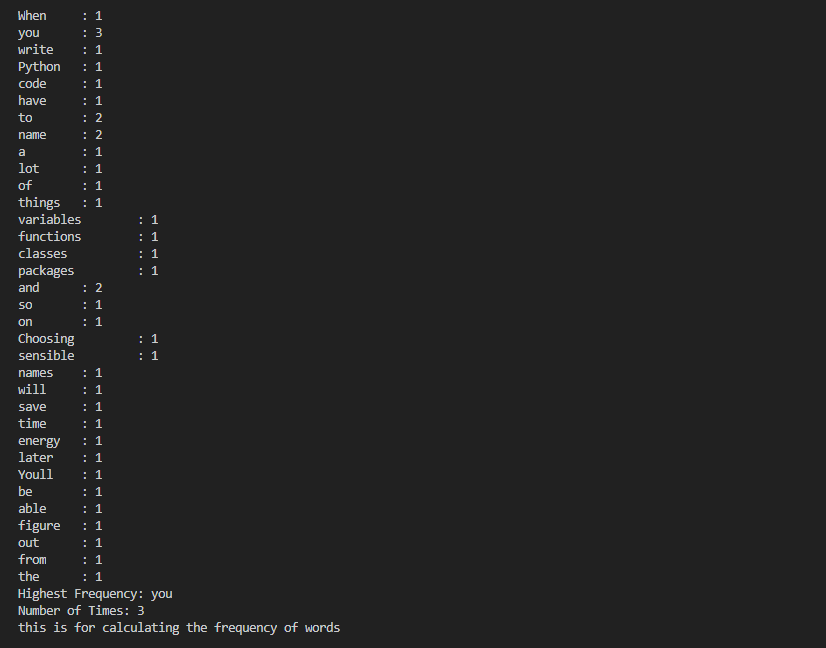 When : 1
you : 3
write : 1
Python : 1
code : 1
have : 1
to : 2
name : 2
a : 1
lot : 1
of : 1
things : 1
variables : 1
functions : 1
classes : 1
packages : 1
and : 2
so : 1
on : 1
Choosing : 1
sensible : 1
names : 1
will : 1
save : 1
time : 1
energy : 1
later : 1
Youll : 1
be : 1
able : 1
figure : 1
out : 1
from : 1
the : 1
Highest Frequency: you
Number of Times: 3
this is for calculating the frequency of words